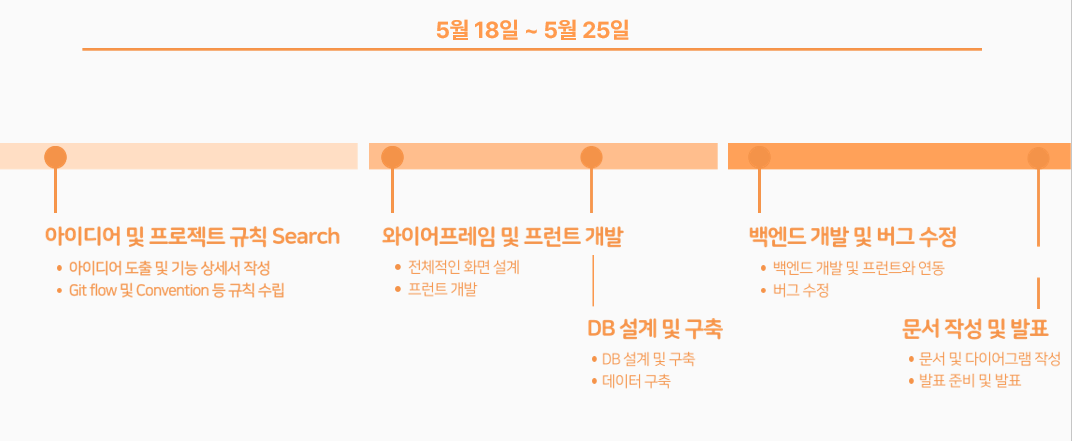 5월 18일 ~ 5월 25일
아이디어 및 프로젝트 규칙 Search
• 아이디어 도출 및 기능 상세서 작성
• Git flow 및 Convention 등 규칙 수립
와이어프레임 및 프런트 개발
• 전체적인 화면 설계
• 프런트 개발
DB 설계 및 구축
• DB 설계 및 구축
• 데이터 구축
백엔드 개발 및 버그 수정
• 백엔드 개발 및 프런트와 연동
• 버그 수정
문서 작성 및 발표
• 문서 및 다이어그램 작성
• 발표 준비 및 발표